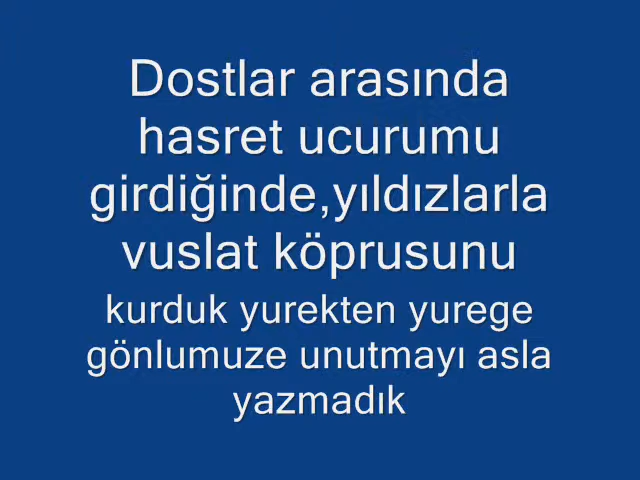 Dostlar arasında
hasret ucurumu
girdiğinde,yıldızlarla
vuslat köprusunu
kurduk yurekten yurege
gönlumuze unutmayı asla
yazmadık